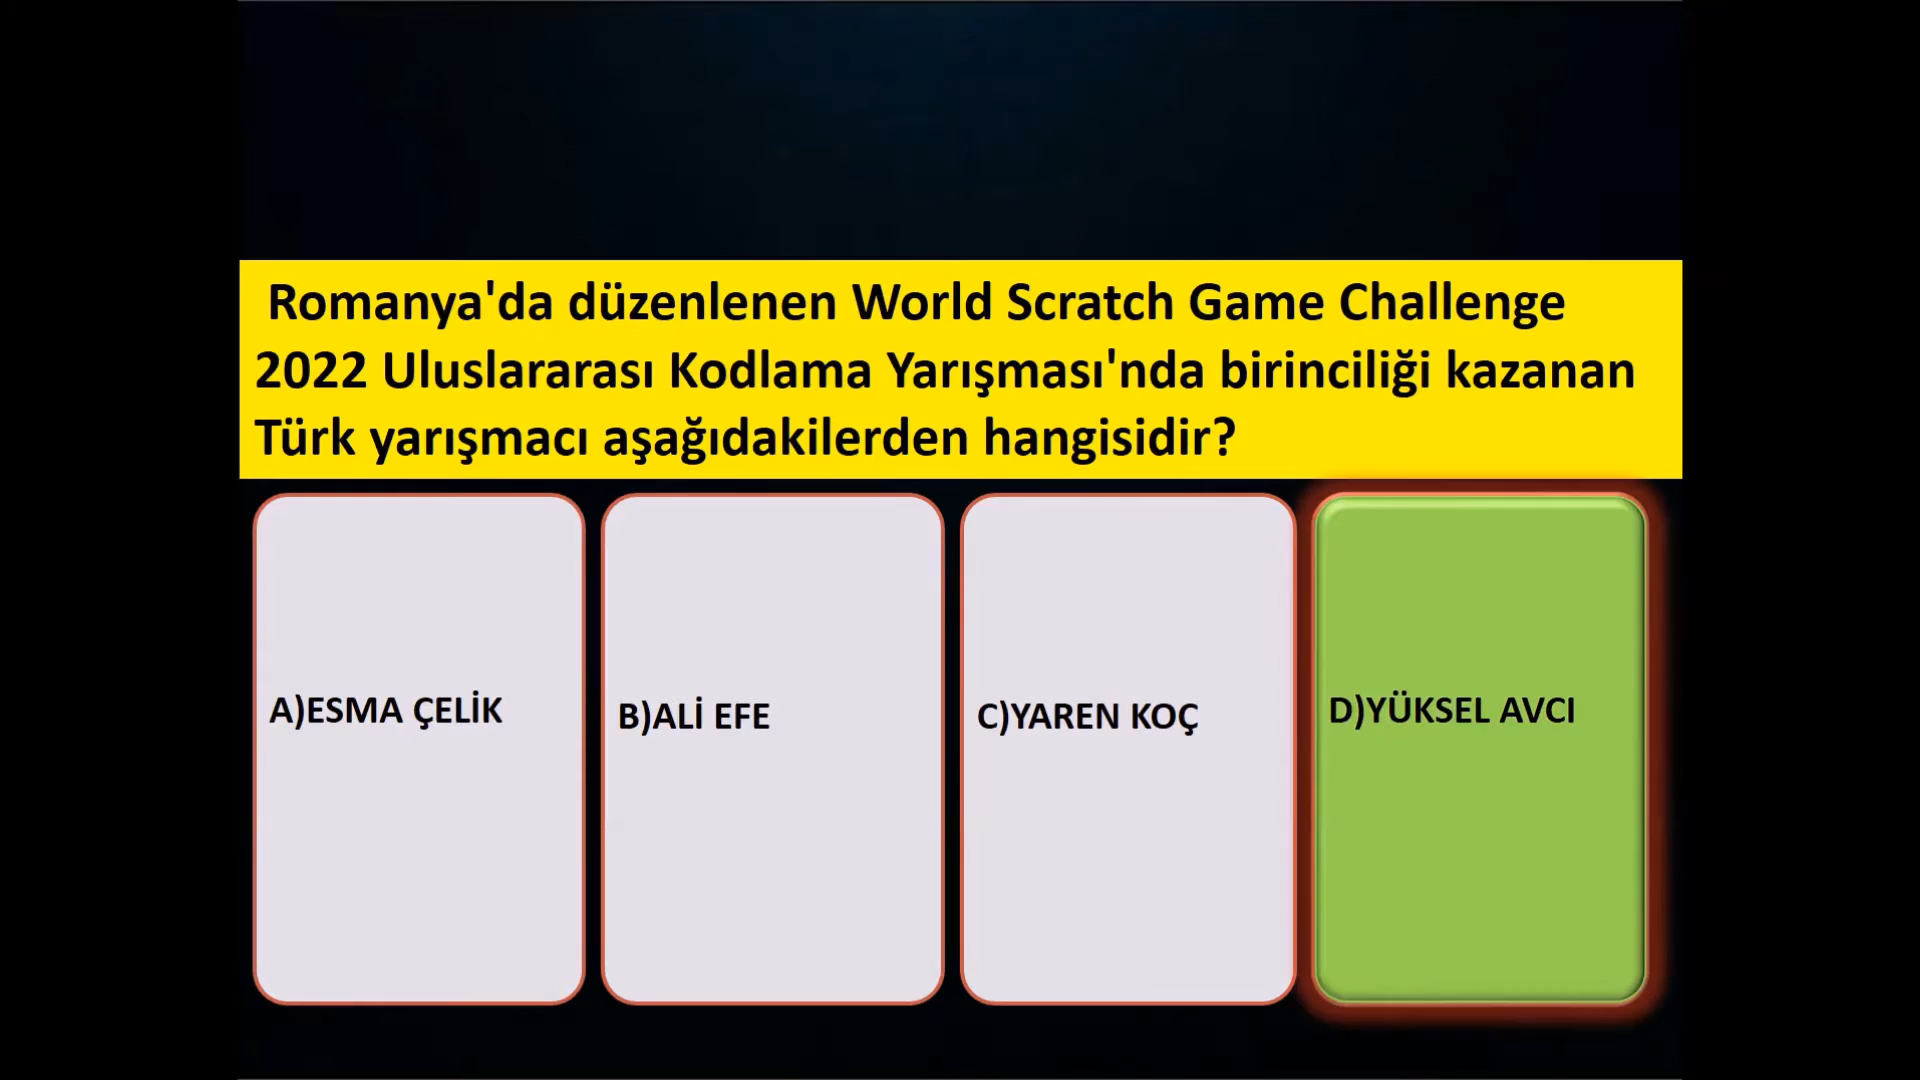 Romanya'da düzenlenen World Scratch Game Challenge
2022 Uluslararası Kodlama Yarışması'nda birinciliği kazanan
Türk yarışmacı aşağıdakilerden hangisidir?
A)ESMA ÇELİK
B)ALİ EFE
C)YAREN KOÇ
D)YÜKSEL AVCI